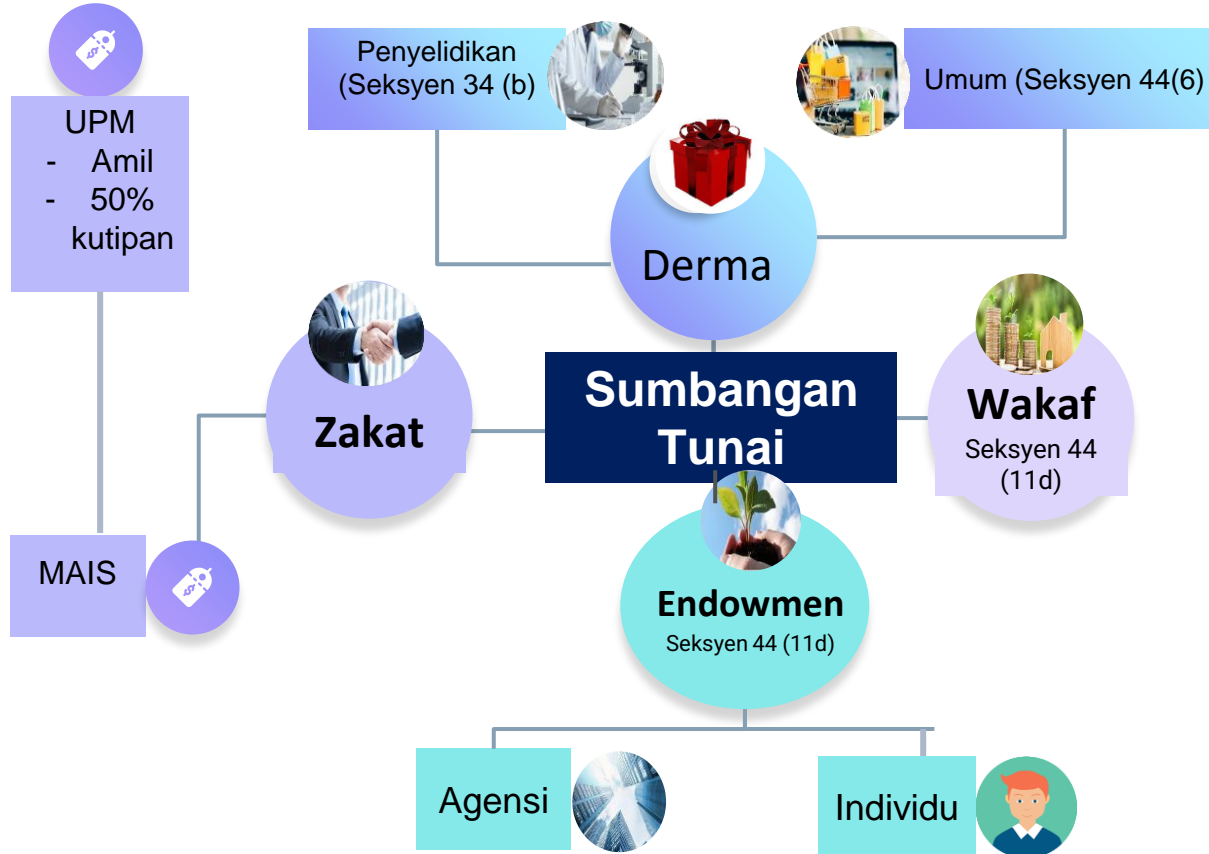 Penyelidikan
(Seksyen 34 (b)
Umum (Seksyen 44(6)
UPM
- Amil
- 50%
kutipan
Derma
Zakat
Sumbangan
Tunai
Wakaf
Seksyen 44
(11d)
MAIS
Endowmen
Seksyen 44 (11d)
Agensi
Individu